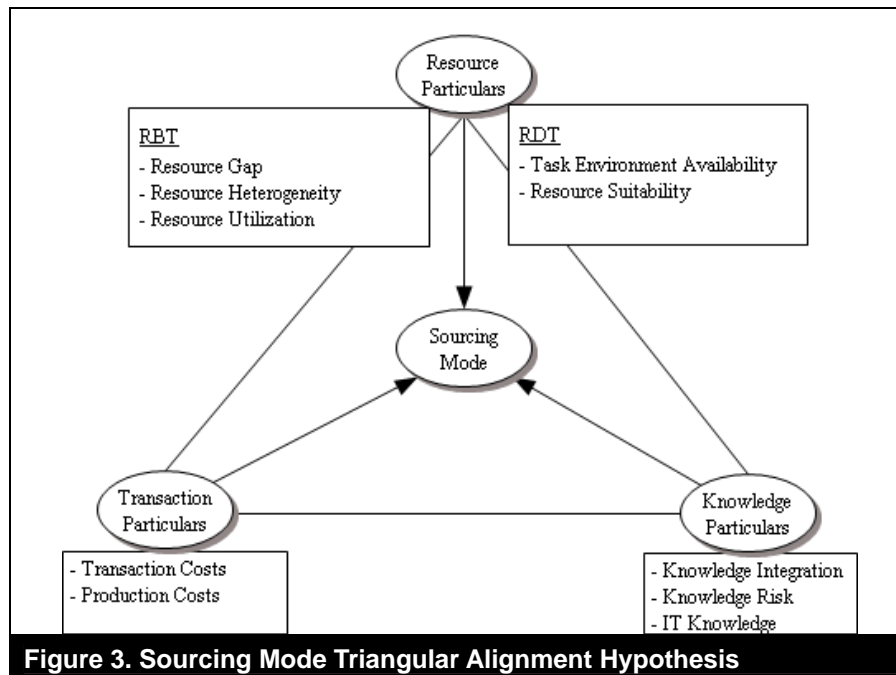 Resource
Particulars
RBT
- Resource Gap
- Resource Heterogeneity
- Resource Utilization
RDT
- Task Environment Availability
- Resource Suitability
Sourcing
Mode
Transaction
Particulars
- Transaction Costs
- Production Costs
Knowledge
Particulars
- Knowledge Integration
- Knowledge Risk
- IT Knowledge
Figure 3. Sourcing Mode Triangular Alignment Hypothesis